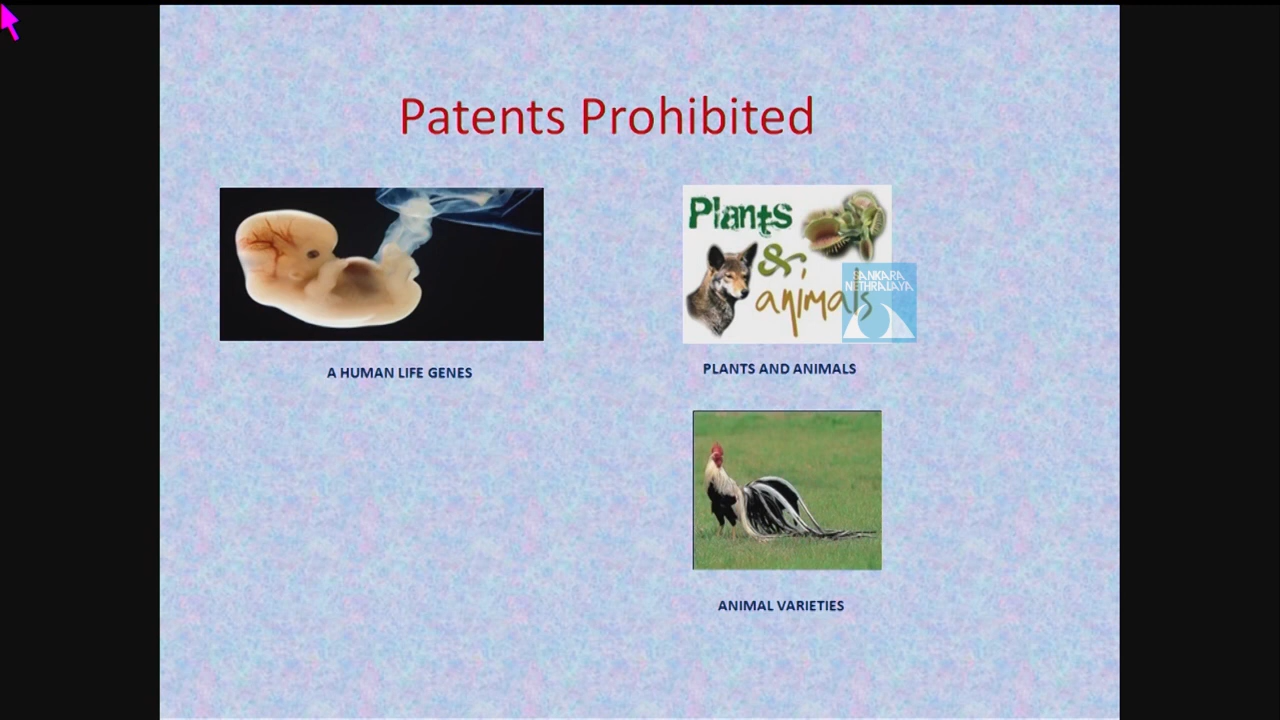 Patents Prohibited
Plants
&
animals
SANKARA
NETHRALAYA
A HUMAN LIFE GENES
PLANTS AND ANIMALS
ANIMAL VARIETIES